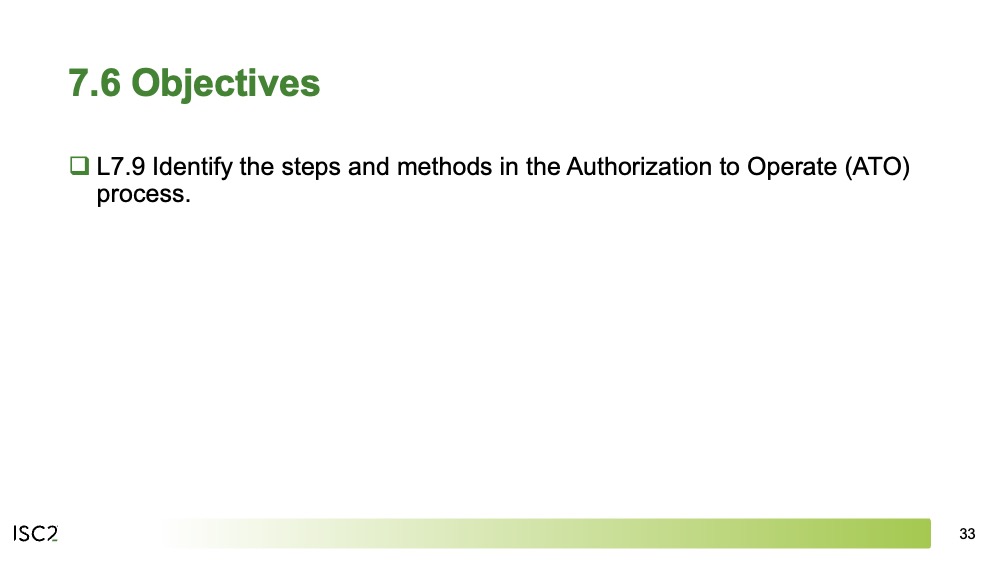 7.6 Objectives
L7.9 Identify the steps and methods in the Authorization to Operate (ATO)
process.
ISC2
33